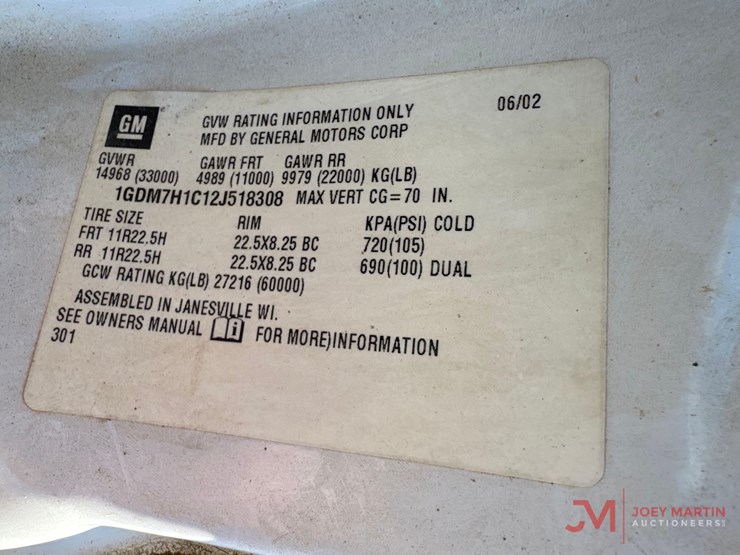 GM
GVW RATING INFORMATION ONLY 06/02
MFD BY GENERAL MOTORS CORP
GVWR GAWR FRT GAWR RR
14968 (33000) 4989 (11000) 9979 (22000) KG(LB)
1GDM7H1C12J518308 MAX VERT CG=70 IN.
TIRE SIZE RIM KPA(PSI) COLD
FRT 11R22.5H 22.5X8.25 BC 720(105)
RR 11R22.5H 22.5X8.25 BC 690(100) DUAL
GCW RATING KG(LB) 27216 (60000)
ASSEMBLED IN JANESVILLE WI.
SEE OWNERS MANUAL i FOR MORE)INFORMATION
301
JM JOEY MARTIN
AUCTIONEERS LLC